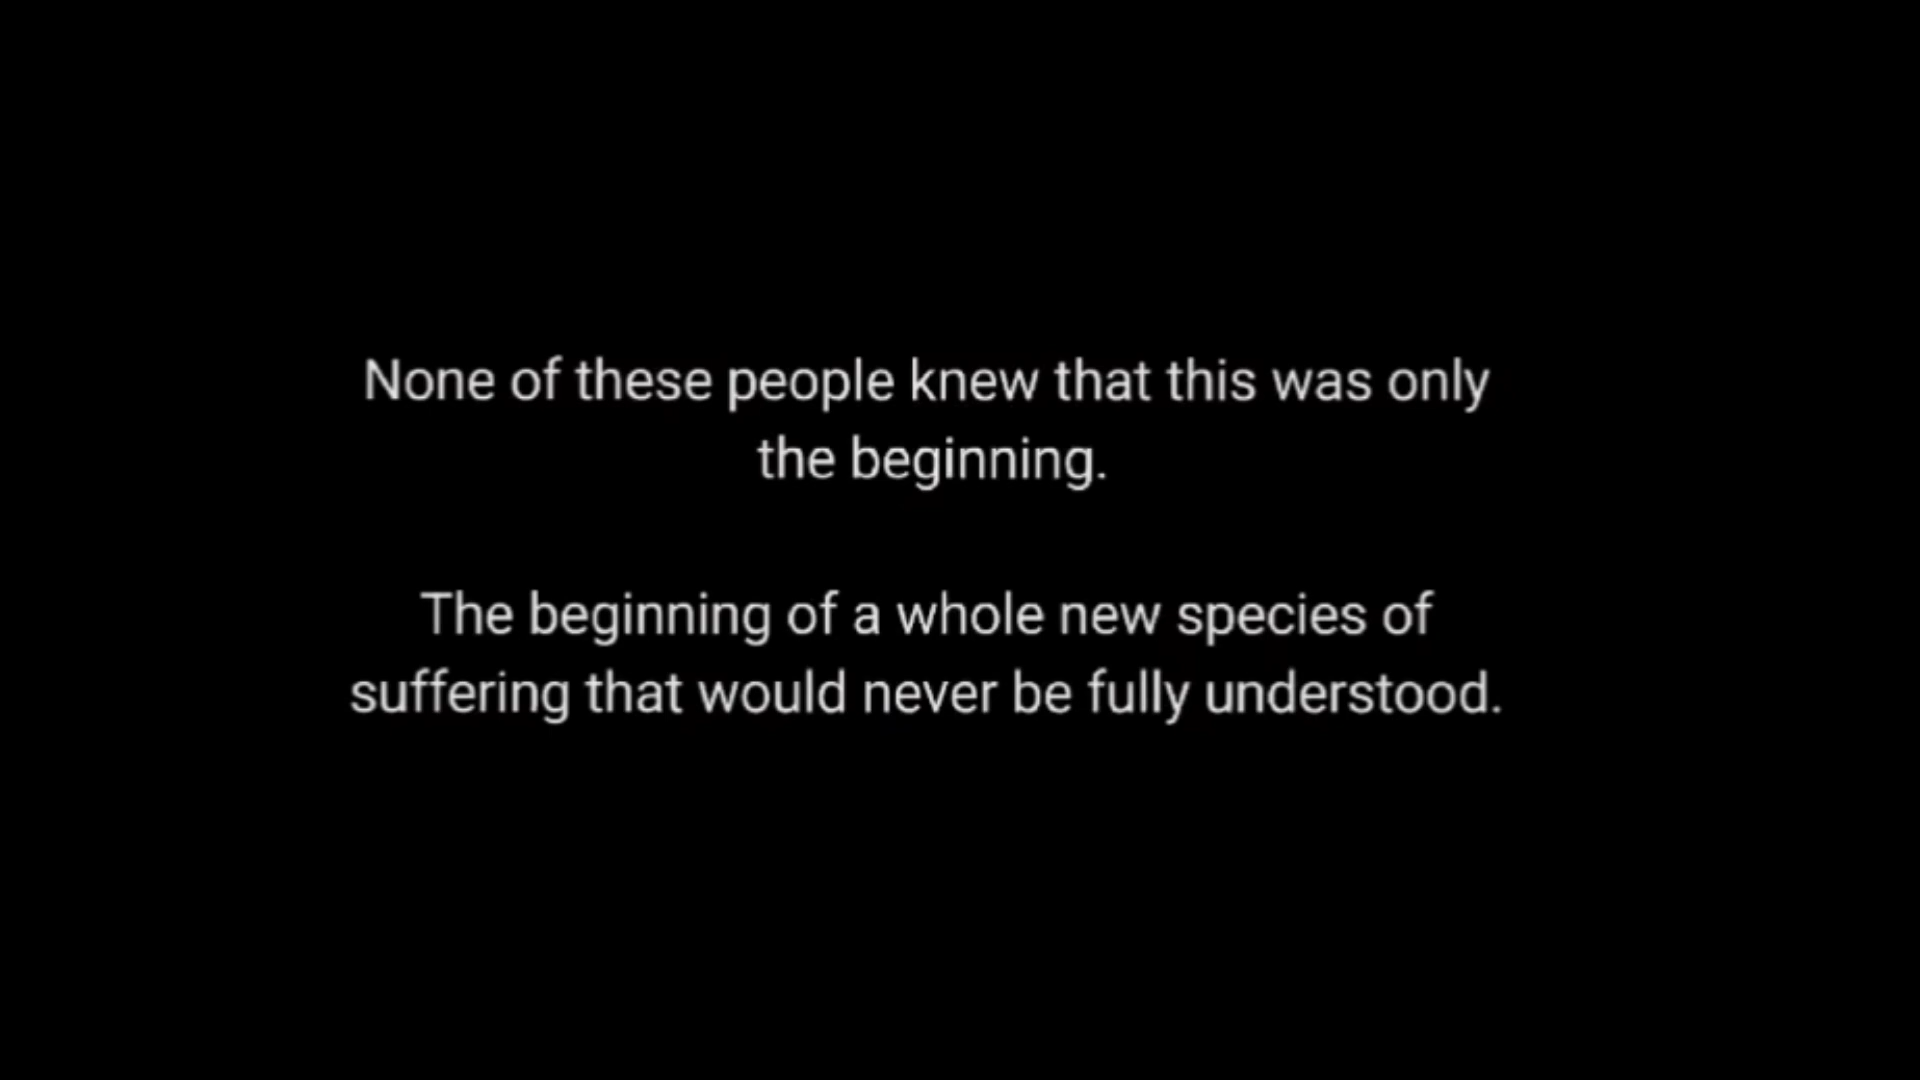 None of these people knew that this was only
the beginning.
The beginning of a whole new species of
suffering that would never be fully understood.